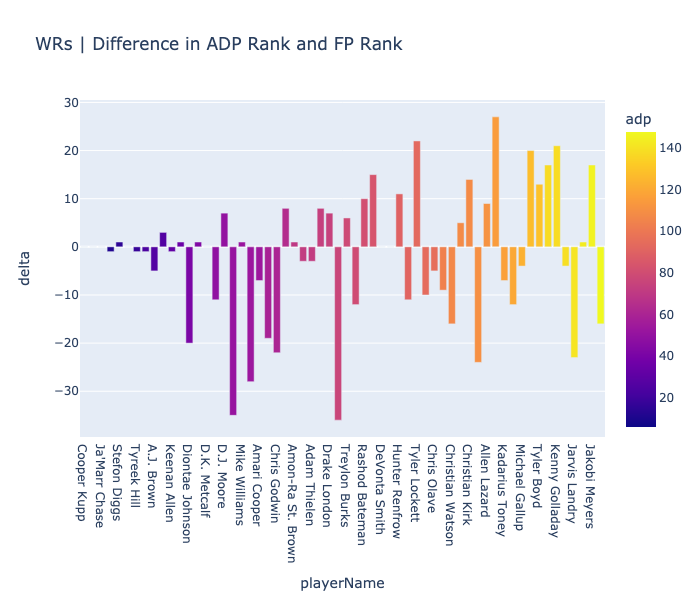 WRs | Difference in ADP Rank and FP Rank
adp
30
20
10
0
−10
−20
−30
delta
140
120
100
80
60
40
20
Cooper Kupp
Ja'Marr Chase
Stefon Diggs
Tyreek Hill
A.J. Brown
Keenan Allen
Diontae Johnson
D.K. Metcalf
D.J. Moore
Mike Williams
Amari Cooper
Chris Godwin
Amon-Ra St. Brown
Adam Thielen
Drake London
Treylon Burks
Rashod Bateman
DeVonta Smith
Hunter Renfrow
Tyler Lockett
Chris Olave
Christian Watson
Christian Kirk
Allen Lazard
Kadarius Toney
Michael Gallup
Tyler Boyd
Kenny Golladay
Jarvis Landry
Jakobi Meyers
playerName